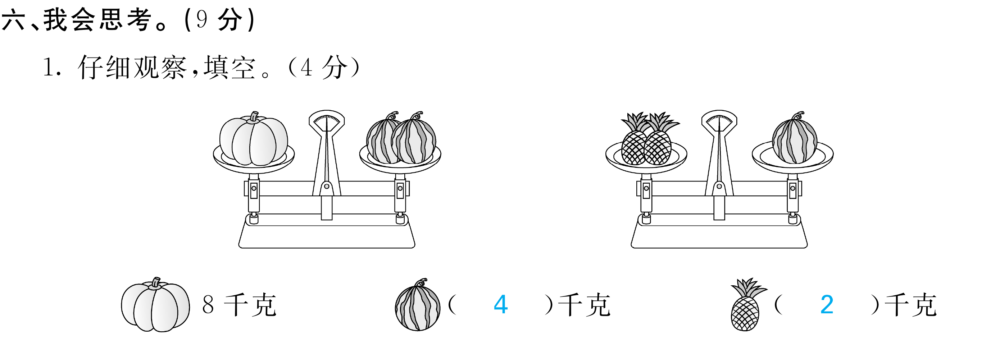 六、我会思考。(9 分)
1. 仔细观察,填空。(4 分)
8 千克 ( 4 )千克 ( 2 )千克